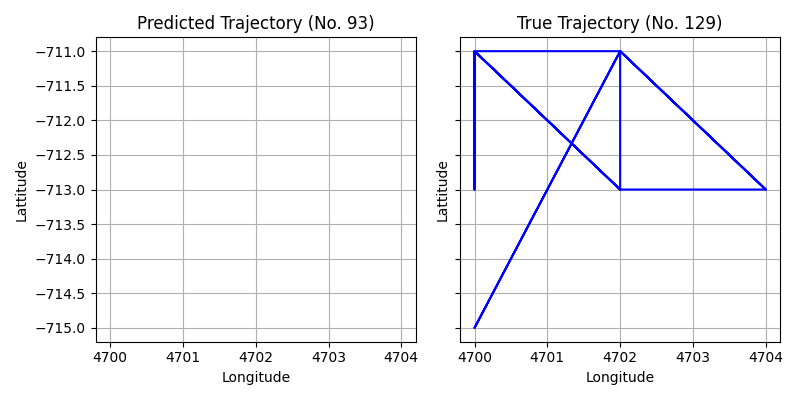 Predicted Trajectory (No. 93)
True Trajectory (No. 129)
−711.0
−711.5
−712.0
−712.5
−713.0
−713.5
−714.0
−714.5
−715.0
Lattitude
Lattitude
4700 4701 4702 4703 4704
4700 4701 4702 4703 4704
Longitude
Longitude